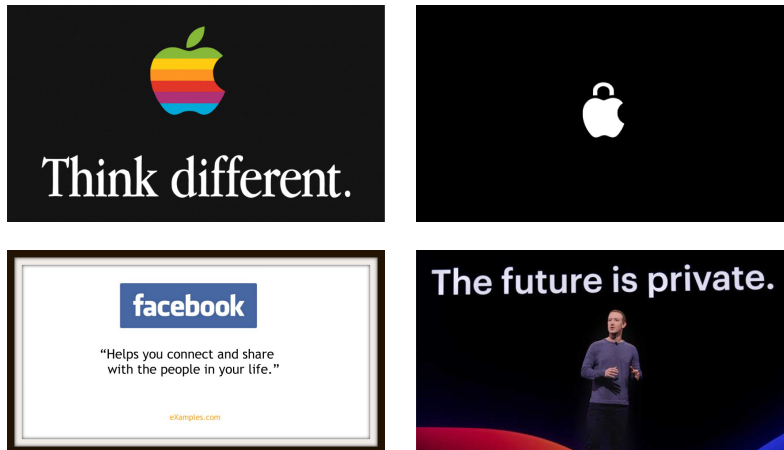 Think different.
facebook
“Helps you connect and share
with the people in your life.”
eXamples.com
The future is private.